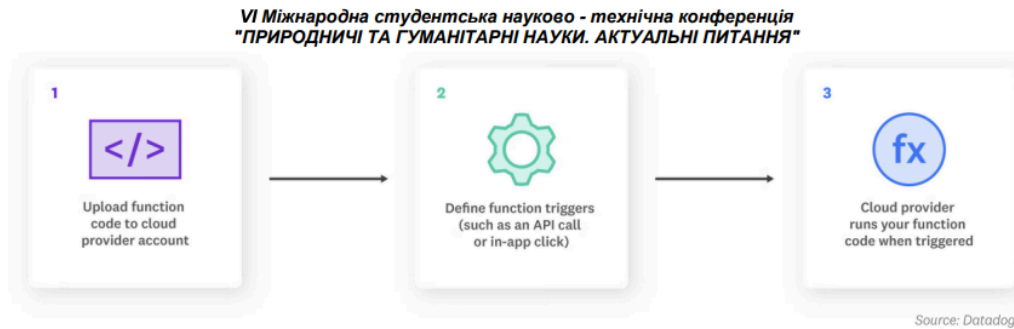 VI Міжнародна студентська науково - технічна конференція
"ПРИРОДНИЧІ ТА ГУМАНІТАРНІ НАУКИ. АКТУАЛЬНІ ПИТАННЯ"
1
</>
Upload function
code to cloud
provider account
2
Define function triggers
(such as an API call
or in-app click)
3
fx
Cloud provider
runs your function
code when triggered
Source: Datadog